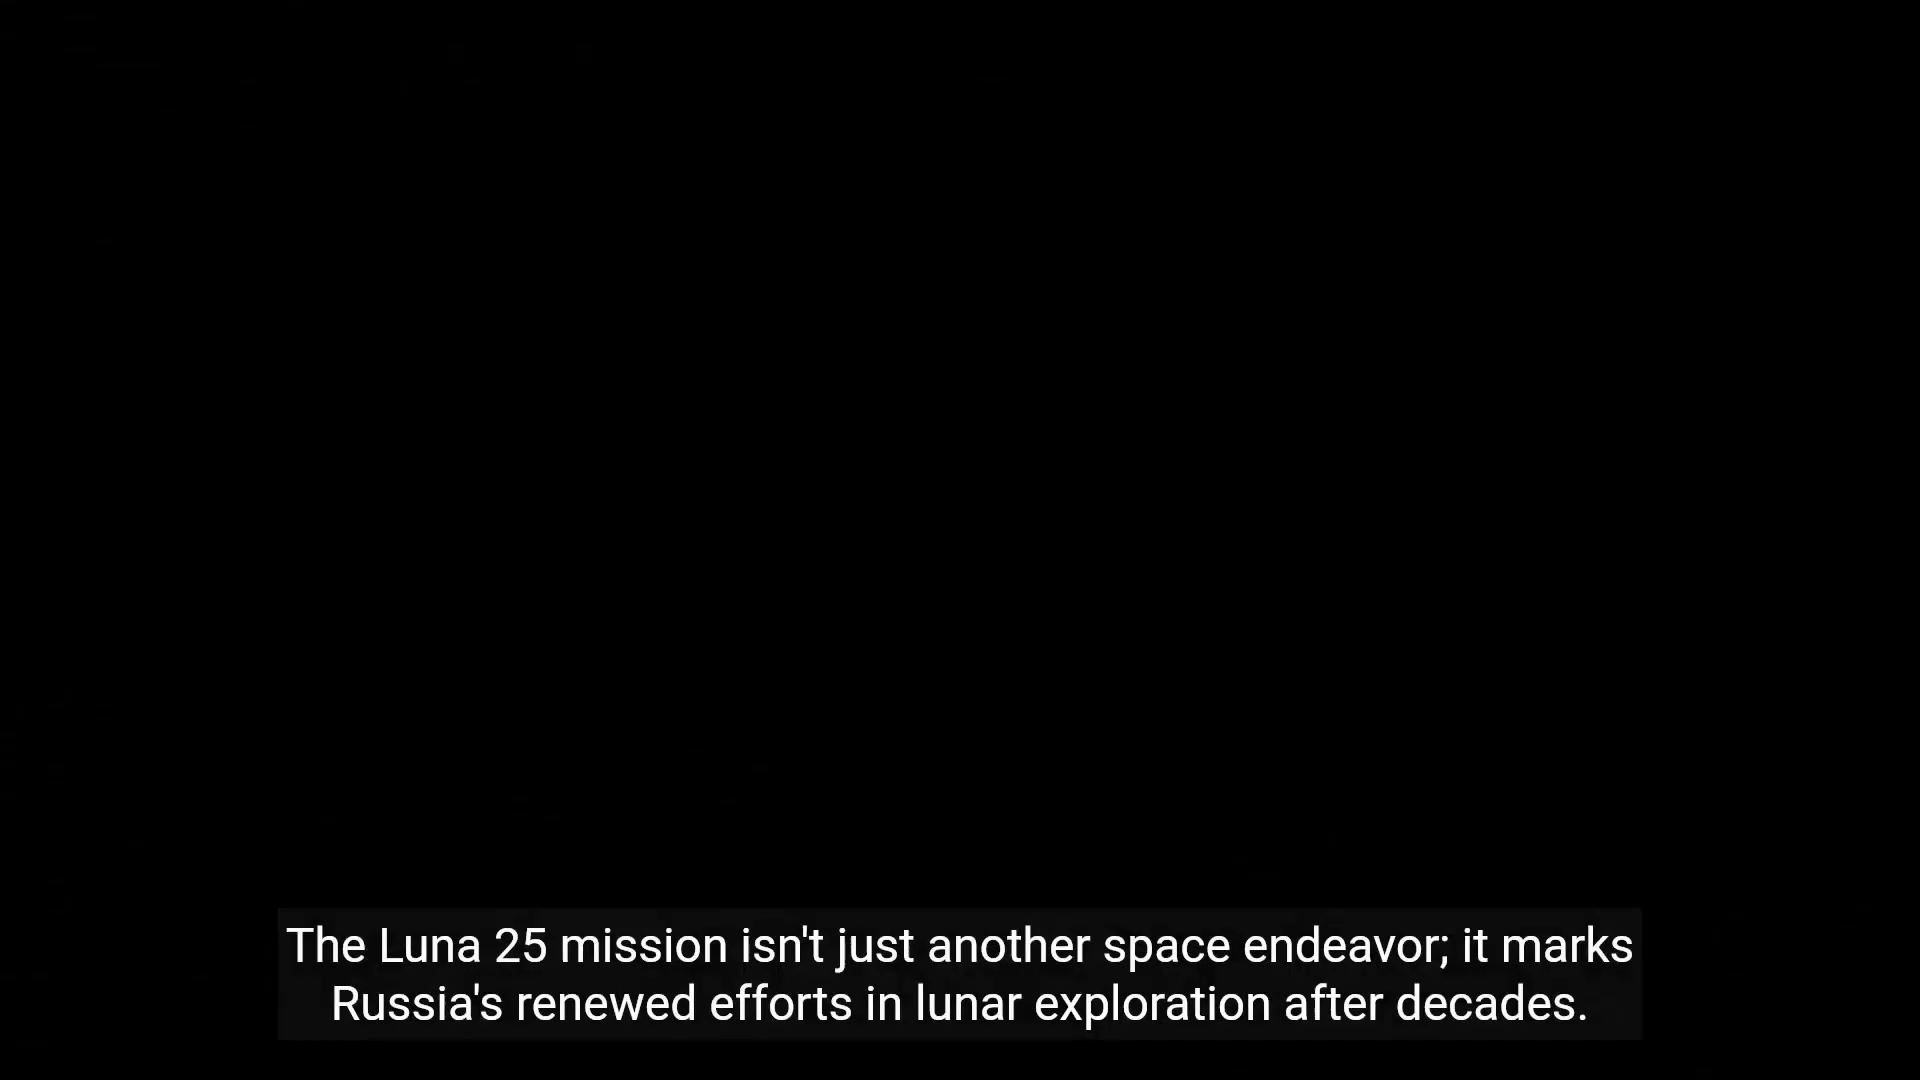 The Luna 25 mission isn't just another space endeavor; it marks
Russia's renewed efforts in lunar exploration after decades.